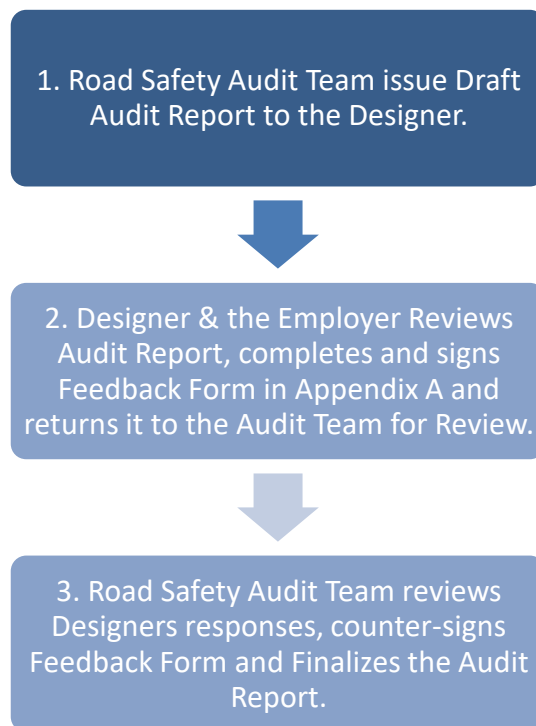 1. Road Safety Audit Team issue Draft
Audit Report to the Designer.
2. Designer & the Employer Reviews
Audit Report, completes and signs
Feedback Form in Appendix A and
returns it to the Audit Team for Review.
3. Road Safety Audit Team reviews
Designers responses, counter-signs
Feedback Form and Finalizes the Audit
Report.